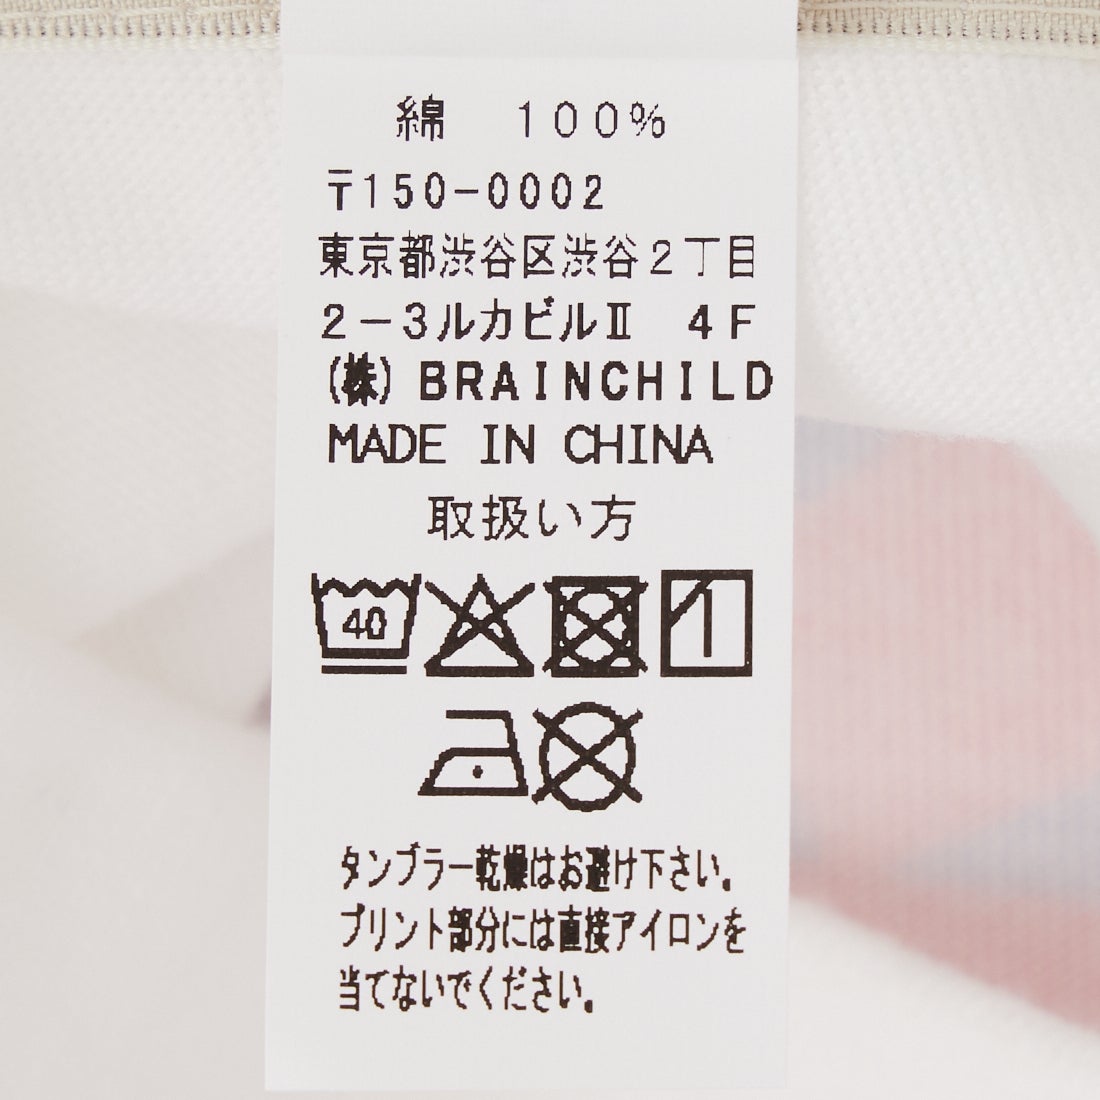 綿　100%
〒150-0002
東京都渋谷区渋谷2丁目
2-3ルカビルⅡ　4F
(株) BRAINCHILD
MADE IN CHINA
取扱い方
40
タンブラー乾燥はお避け下さい。
プリント部分には直接アイロンを
当てないでください。